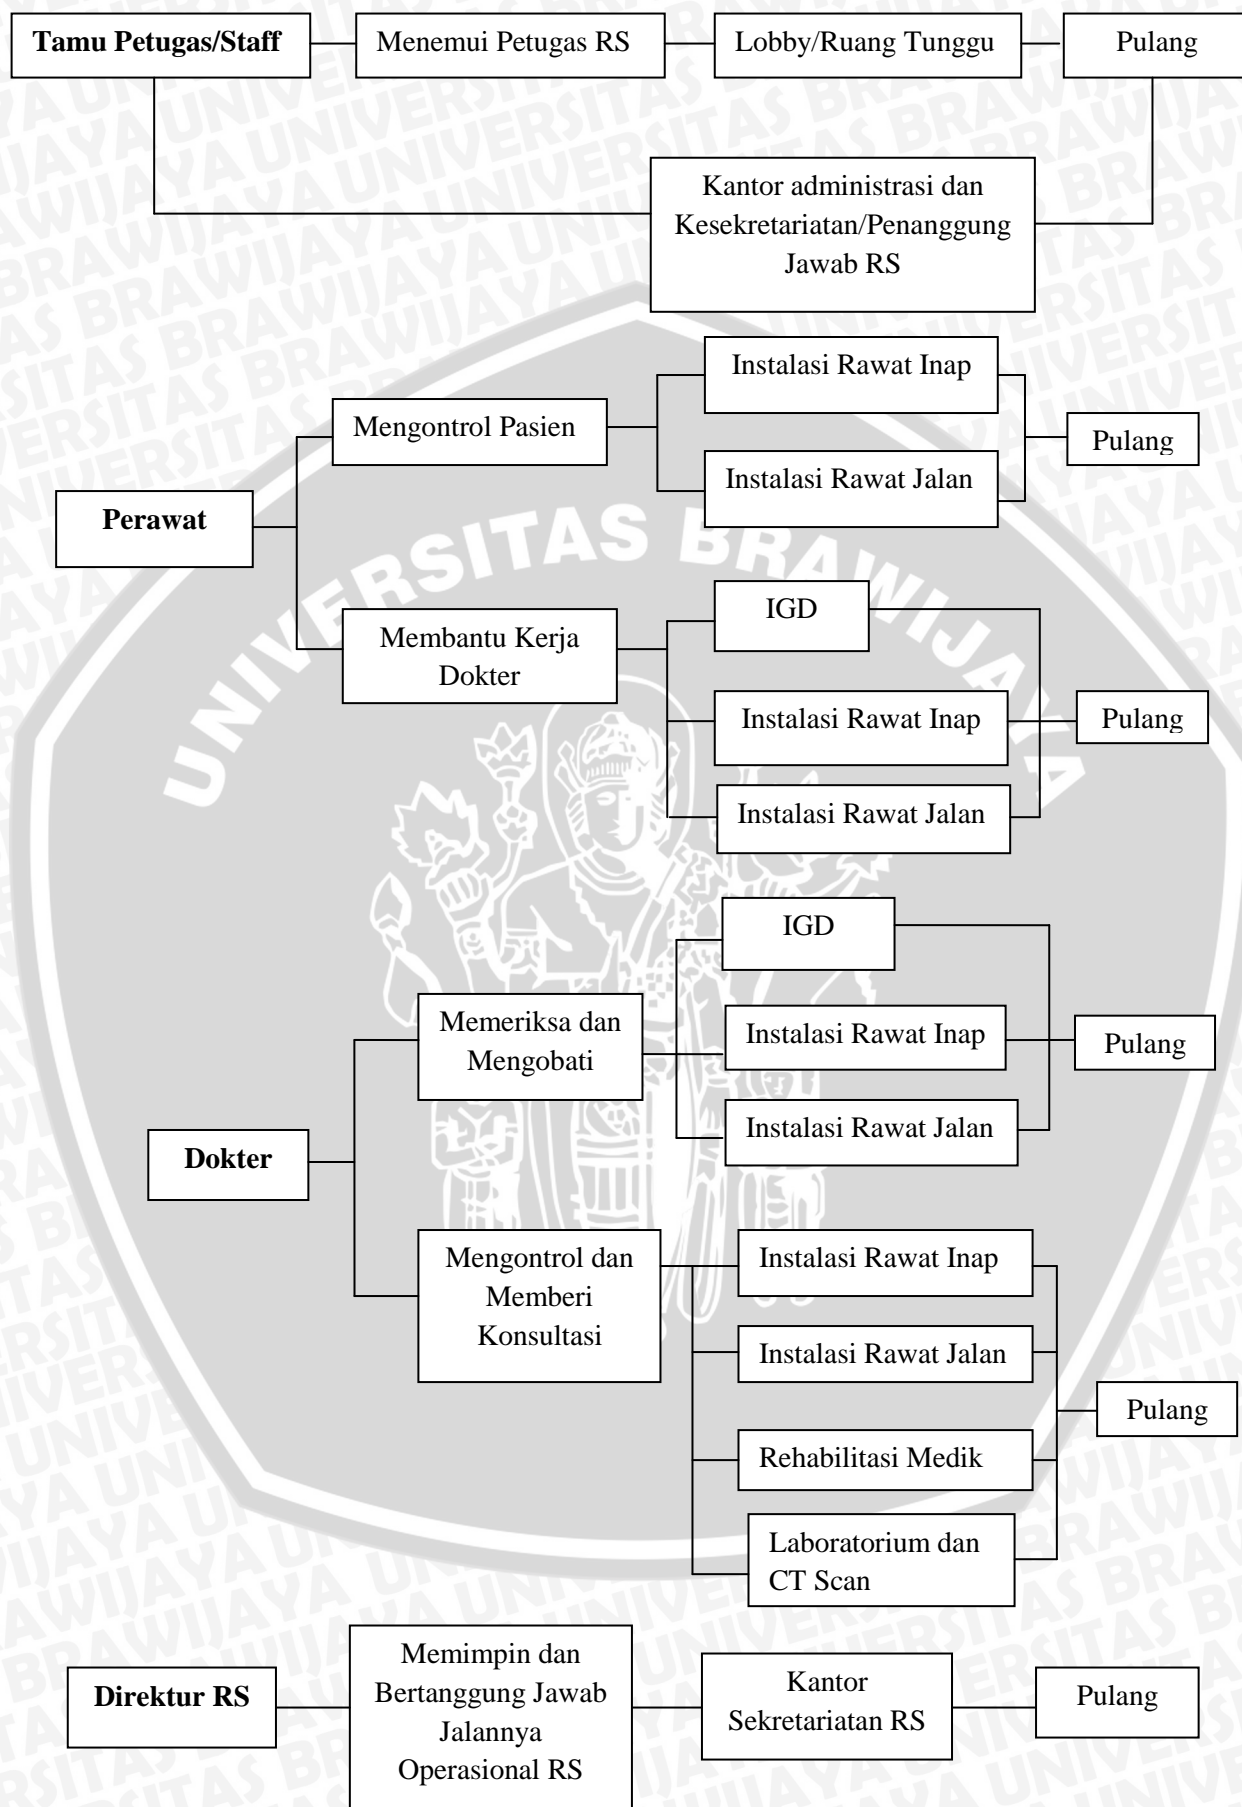 Tamu Petugas/Staff
Menemui Petugas RS
Lobby/Ruang Tunggu
Pulang
Kantor administrasi dan
Kesekretariatan/Penanggung
Jawab RS
Perawat
Mengontrol Pasien
Instalasi Rawat Inap
Instalasi Rawat Jalan
Pulang
Membantu Kerja
Dokter
IGD
Instalasi Rawat Inap
Instalasi Rawat Jalan
Pulang
Dokter
Memeriksa dan
Mengobati
IGD
Instalasi Rawat Inap
Instalasi Rawat Jalan
Pulang
Mengontrol dan
Memberi
Konsultasi
Instalasi Rawat Inap
Instalasi Rawat Jalan
Rehabilitasi Medik
Laboratorium dan
CT Scan
Pulang
Direktur RS
Memimpin dan
Bertanggung Jawab
Jalannya
Operasional RS
Kantor
Sekretariatan RS
Pulang
UNIVERSITAS BRAWIJAYA